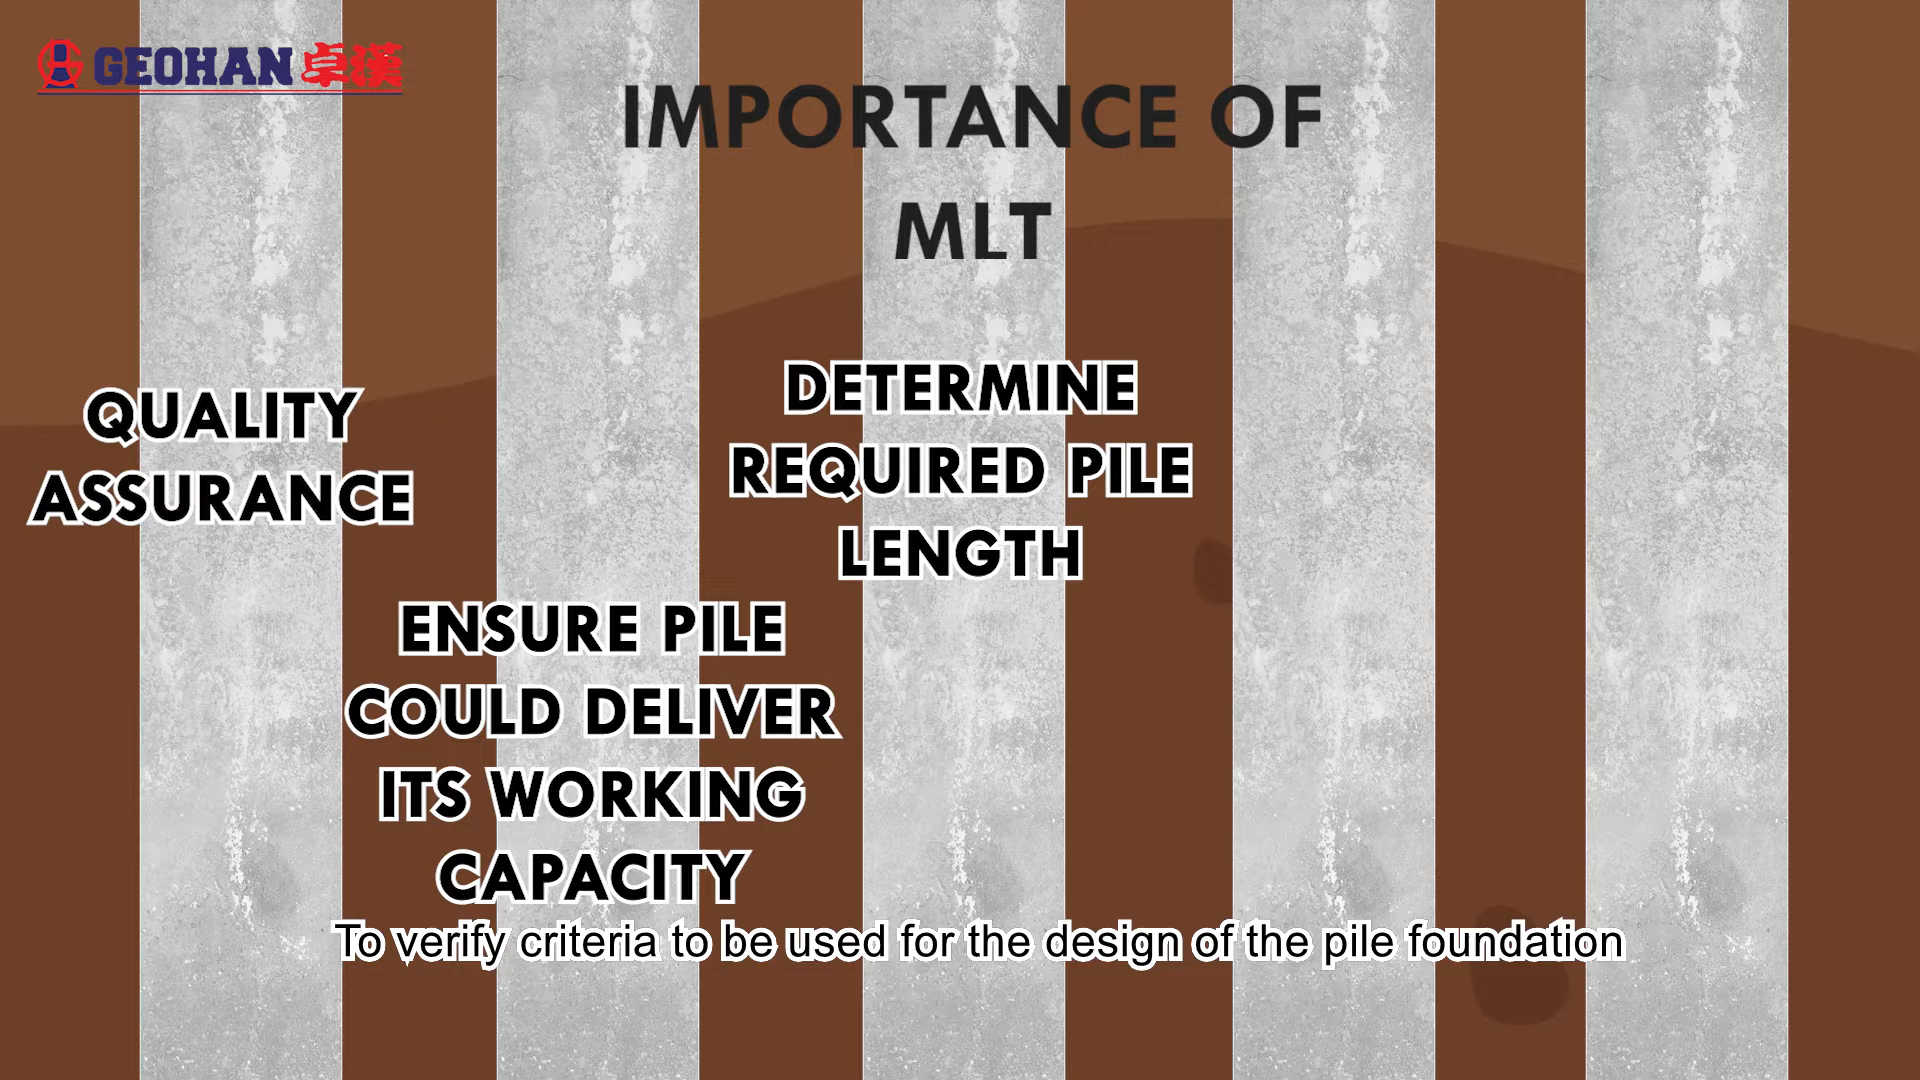 GEOHAN 卓漢
IMPORTANCE OF
MLT
QUALITY
ASSURANCE
ENSURE PILE
COULD DELIVER
ITS WORKING
CAPACITY
DETERMINE
REQUIRED PILE
LENGTH
To verify criteria to be used for the design of the pile foundation